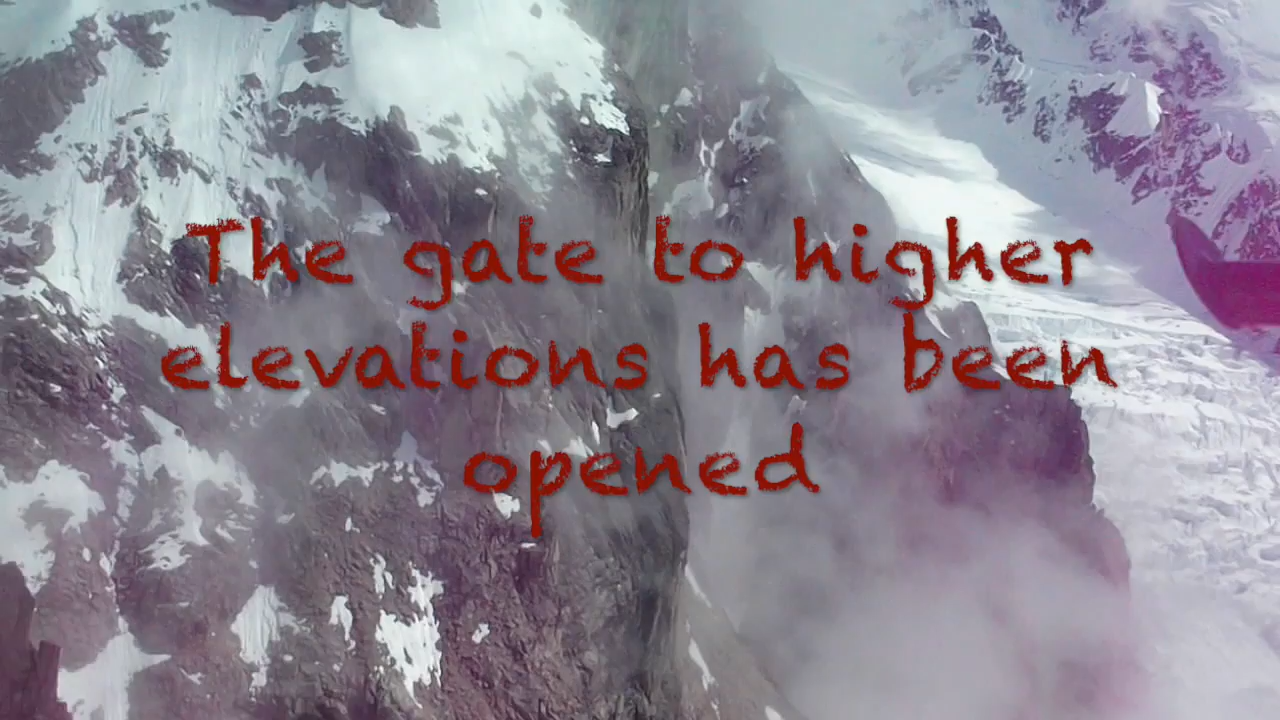 The gate to higher
elevations has been
opened